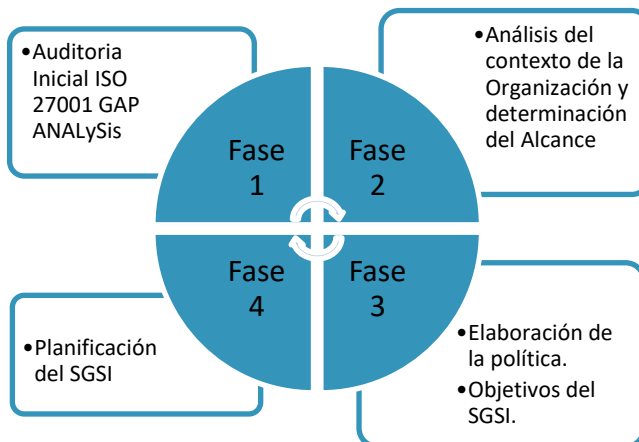 •Auditoria
Inicial ISO
27001 GAP
ANALySis
Fase
1
Fase
2
•Análisis del
contexto de la
Organización y
determinación
del Alcance
•Planificación
del SGSI
Fase
4
Fase
3
•Elaboración de
la política.
•Objetivos del
SGSI.